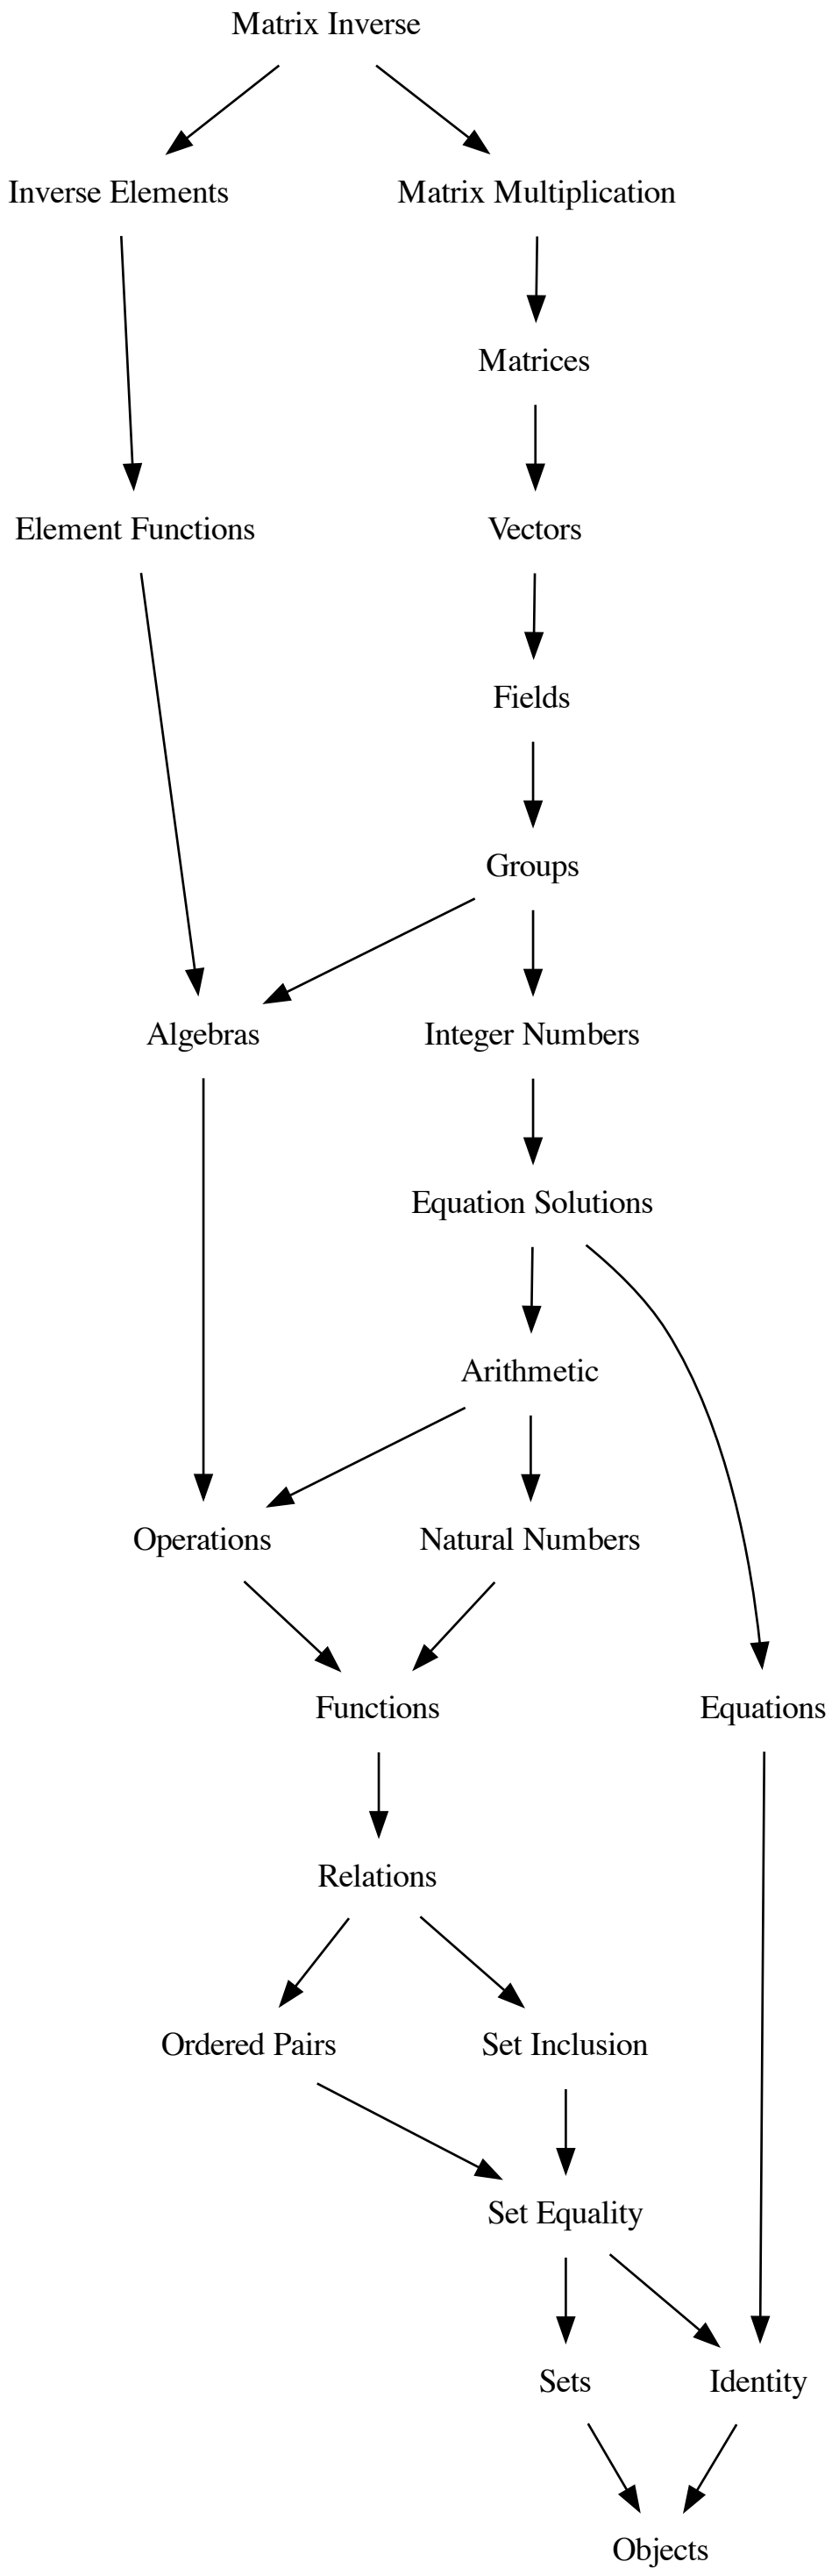 Matrix Inverse
Inverse Elements
Matrix Multiplication
Matrices
Element Functions
Vectors
Fields
Groups
Algebras
Integer Numbers
Equation Solutions
Arithmetic
Operations
Natural Numbers
Functions
Equations
Relations
Ordered Pairs
Set Inclusion
Set Equality
Sets
Identity
Objects